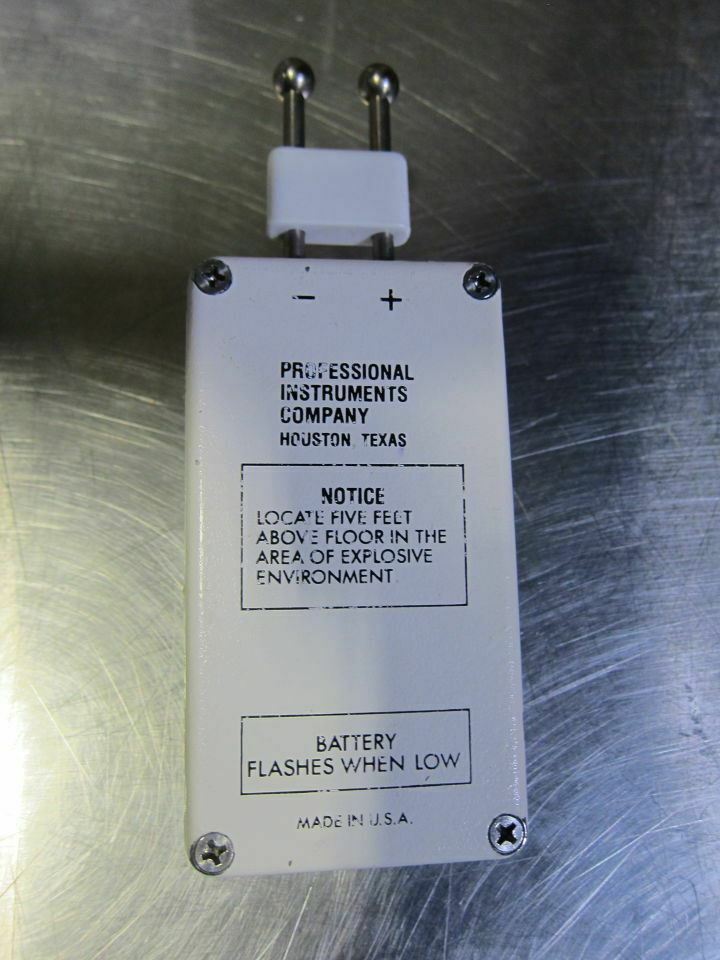 - +
PROFESSIONAL
INSTRUMENTS
COMPANY
HOUSTON, TEXAS
NOTICE
LOCATE FIVE FEET
ABOVE FLOOR IN THE
AREA OF EXPLOSIVE
ENVIRONMENT.
BATTERY
FLASHES WHEN LOW
MADE IN U.S.A.